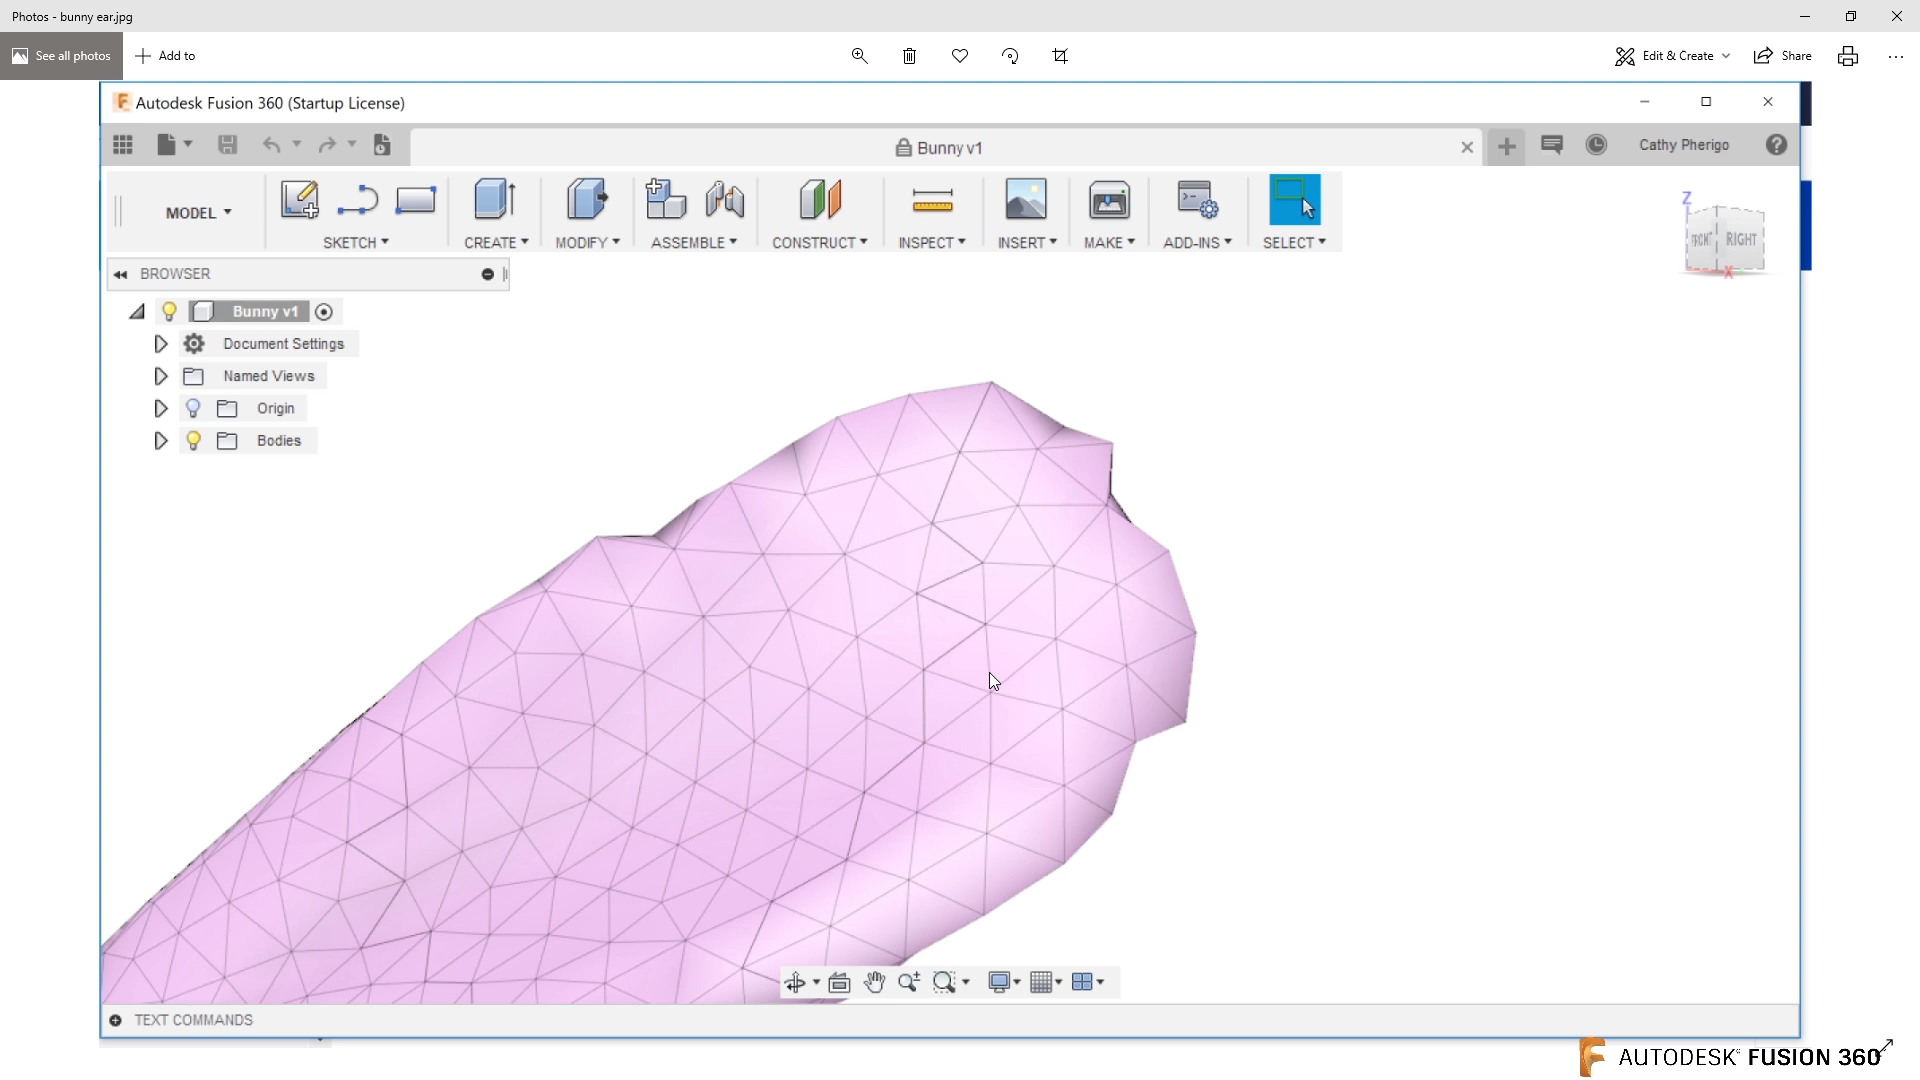 Photos - bunny ear.jpg
See all photos
Add to
Edit & Create
Share
Autodesk Fusion 360 (Startup License)
Bunny v1
Cathy Pherigo
MODEL
SKETCH
CREATE
MODIFY
ASSEMBLE
CONSTRUCT
INSPECT
INSERT
MAKE
ADD-INS
SELECT
Z
FRONT
RIGHT
X
BROWSER
Bunny v1
Document Settings
Named Views
Origin
Bodies
TEXT COMMANDS
AUTODESK® FUSION 360